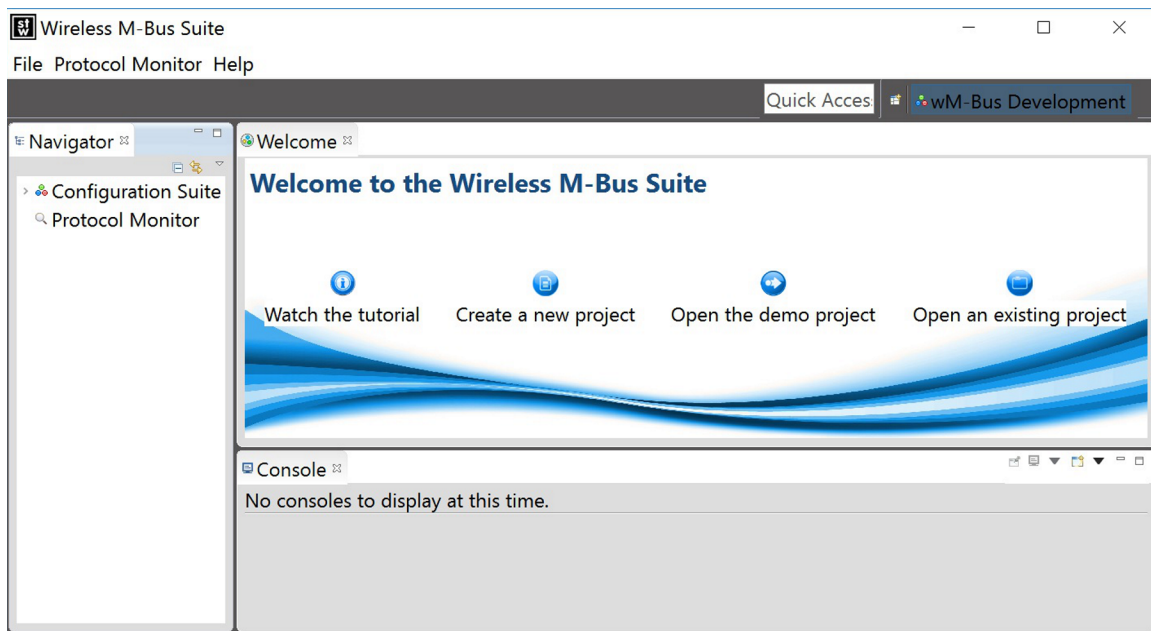 Wireless M-Bus Suite
File Protocol Monitor Help
Quick Acces
wM-Bus Development
Navigator
Configuration Suite
Protocol Monitor
Welcome
Welcome to the Wireless M-Bus Suite
Watch the tutorial
Create a new project
Open the demo project
Open an existing project
Console
No consoles to display at this time.